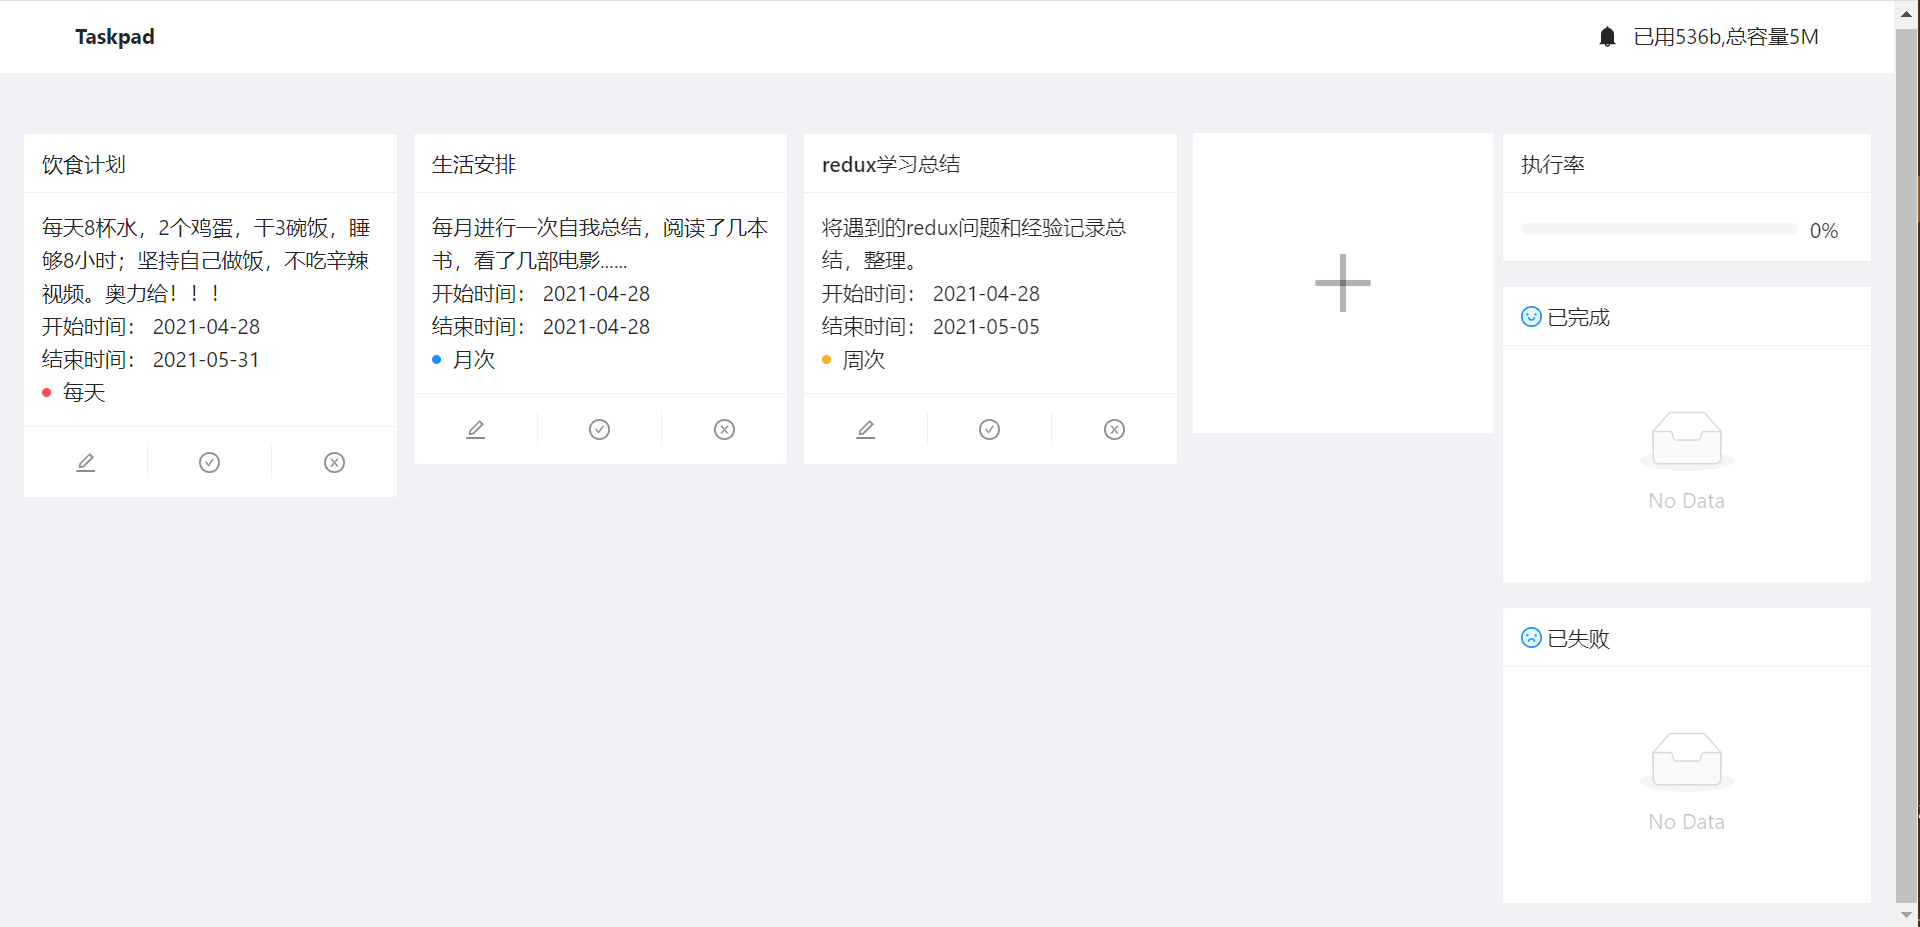 Taskpad
已用536b,总容量5M
饮食计划
每天8杯水，2个鸡蛋，干3碗饭，睡
够8小时；坚持自己做饭，不吃辛辣
视频。奥力给！！！
开始时间： 2021-04-28
结束时间： 2021-05-31
每天
生活安排
每月进行一次自我总结，阅读了几本
书，看了几部电影......
开始时间： 2021-04-28
结束时间： 2021-04-28
月次
redux学习总结
将遇到的redux问题和经验记录总
结，整理。
开始时间： 2021-04-28
结束时间： 2021-05-05
周次
执行率
0%
已完成
No Data
已失败
No Data